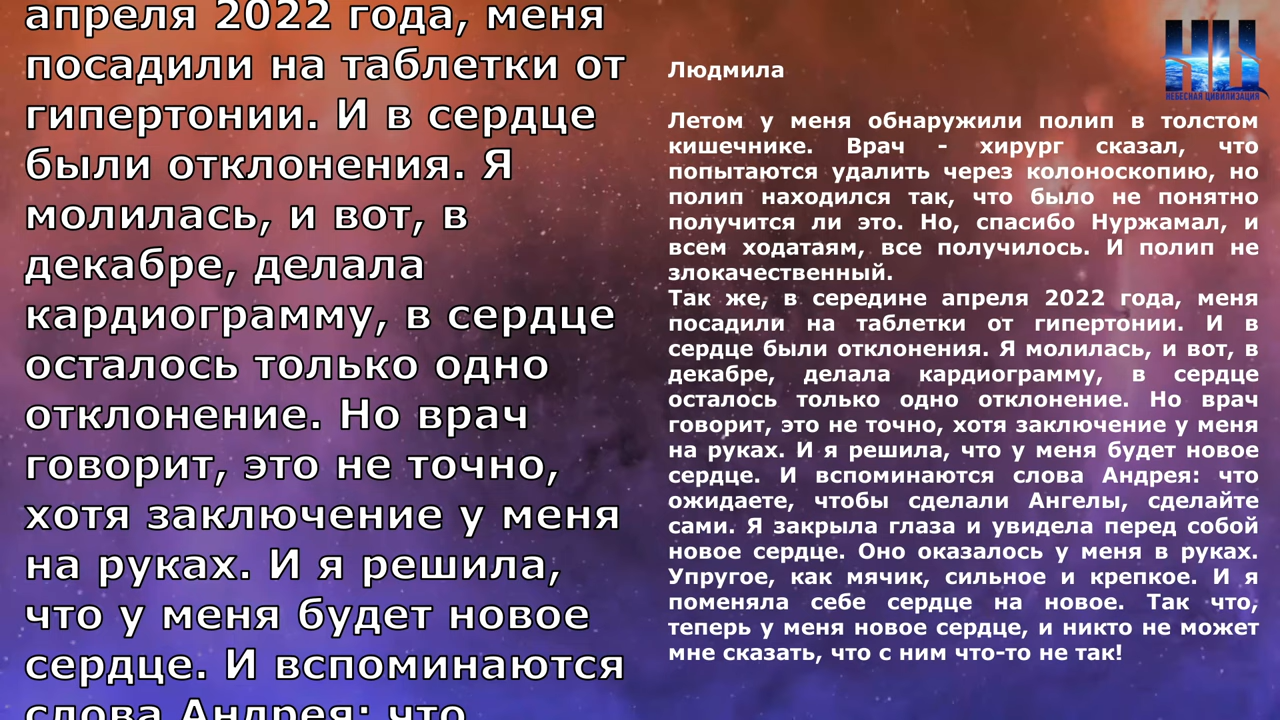 апреля 2022 года, меня
посадили на таблетки от
гипертонии. И в сердце
были отклонения. Я
молилась, и вот, в
декабре, делала
кардиограмму, в сердце
осталось только одно
отклонение. Но врач
говорит, это не точно,
хотя заключение у меня
на руках. И я решила,
что у меня будет новое
сердце. И вспоминаются
слова Андрея: что
Людмила
Летом у меня обнаружили полип в толстом
кишечнике. Врач - хирург сказал, что
попытаются удалить через колоноскопию, но
полип находился так, что было не понятно
получится ли это. Но, спасибо Нуржамал, и
всем ходатаям, все получилось. И полип не
злокачественный.
Так же, в середине апреля 2022 года, меня
посадили на таблетки от гипертонии. И в
сердце были отклонения. Я молилась, и вот, в
декабре, делала кардиограмму, в сердце
осталось только одно отклонение. Но врач
говорит, это не точно, хотя заключение у меня
на руках. И я решила, что у меня будет новое
сердце. И вспоминаются слова Андрея: что
ожидаете, чтобы сделали Ангелы, сделайте
сами. Я закрыла глаза и увидела перед собой
новое сердце. Оно оказалось у меня в руках.
Упругое, как мячик, сильное и крепкое. И я
поменяла себе сердце на новое. Так что,
теперь у меня новое сердце, и никто не может
мне сказать, что с ним что-то не так!
НЦ
НЕБЕСНАЯ ЦИВИЛИЗАЦИЯ